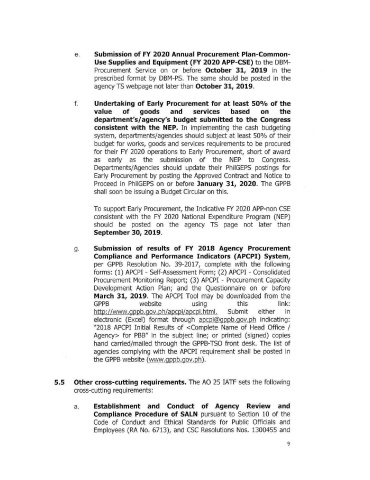 e. Submission of FY 2020 Annual Procurement Plan-Common-
Use Supplies and Equipment (FY 2020 APP-CSE) to the DBM-
Procurement Service on or before October 31, 2019 in the
prescribed format by DBM-PS. The same should be posted in the
agency TS webpage not later than October 31, 2019.
f. Undertaking of Early Procurement for at least 50% of the
value of goods and services based on the
department's/agency's budget submitted to the Congress
consistent with the NEP. In implementing the cash budgeting
system, departments/agencies should subject at least 50% of their
budget for works, goods and services requirements to be procured
for their FY 2020 operations to Early Procurement, short of award
as early as the submission of the NEP to Congress.
Departments/Agencies should update their PhilGEPS postings for
Early Procurement by posting the Approved Contract and Notice to
Proceed in PhilGEPS on or before January 31, 2020. The GPPB
shall soon be issuing a Budget Circular on this.
To support Early Procurement, the Indicative FY 2020 APP-non CSE
consistent with the FY 2020 National Expenditure Program (NEP)
should be posted on the agency TS page not later than
September 30, 2019.
g. Submission of results of FY 2018 Agency Procurement
Compliance and Performance Indicators (APCPI) System,
per GPPB Resolution No. 39-2017, complete with the following
forms: (1) APCPI - Self-Assessment Form; (2) APCPI - Consolidated
Procurement Monitoring Report; (3) APCPI - Procurement Capacity
Development Action Plan; and the Questionnaire on or before
March 31, 2019. The APCPI Tool may be downloaded from the
GPPB website using this link:
http://www.gppb.gov.ph/apcpi/apcpi.html. Submit either in
electronic (Excel) format through apcpi@gppb.gov.ph indicating:
"2018 APCPI Initial Results of <Complete Name of Head Office /
Agency> for PBB" in the subject line; or printed (signed) copies
hand carried/mailed through the GPPB-TSO front desk. The list of
agencies complying with the APCPI requirement shall be posted in
the GPPB website (www.gppb.gov.ph).
5.5 Other cross-cutting requirements. The AO 25 IATF sets the following
cross-cutting requirements:
a. Establishment and Conduct of Agency Review and
Compliance Procedure of SALN pursuant to Section 10 of the
Code of Conduct and Ethical Standards for Public Officials and
Employees (RA No. 6713), and CSC Resolutions Nos. 1300455 and
9